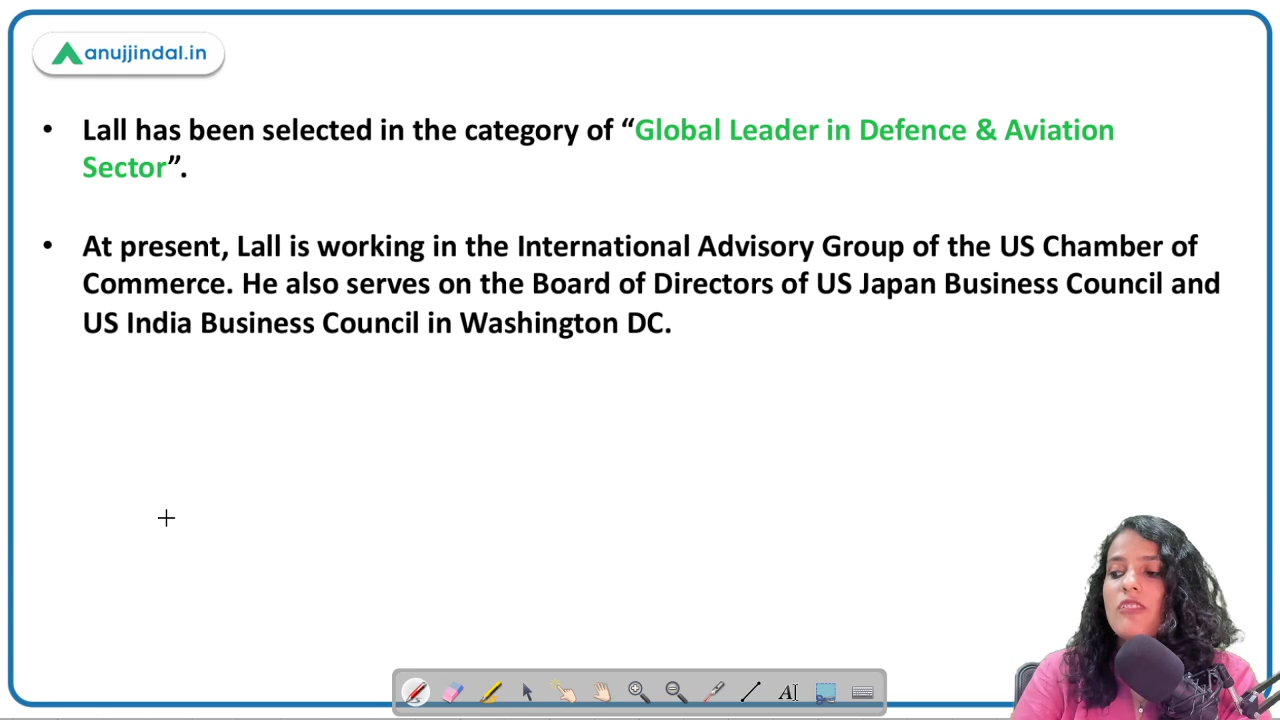 anujjindal.in
• Lall has been selected in the category of “Global Leader in Defence & Aviation
Sector”.
• At present, Lall is working in the International Advisory Group of the US Chamber of
Commerce. He also serves on the Board of Directors of US Japan Business Council and
US India Business Council in Washington DC.
AI